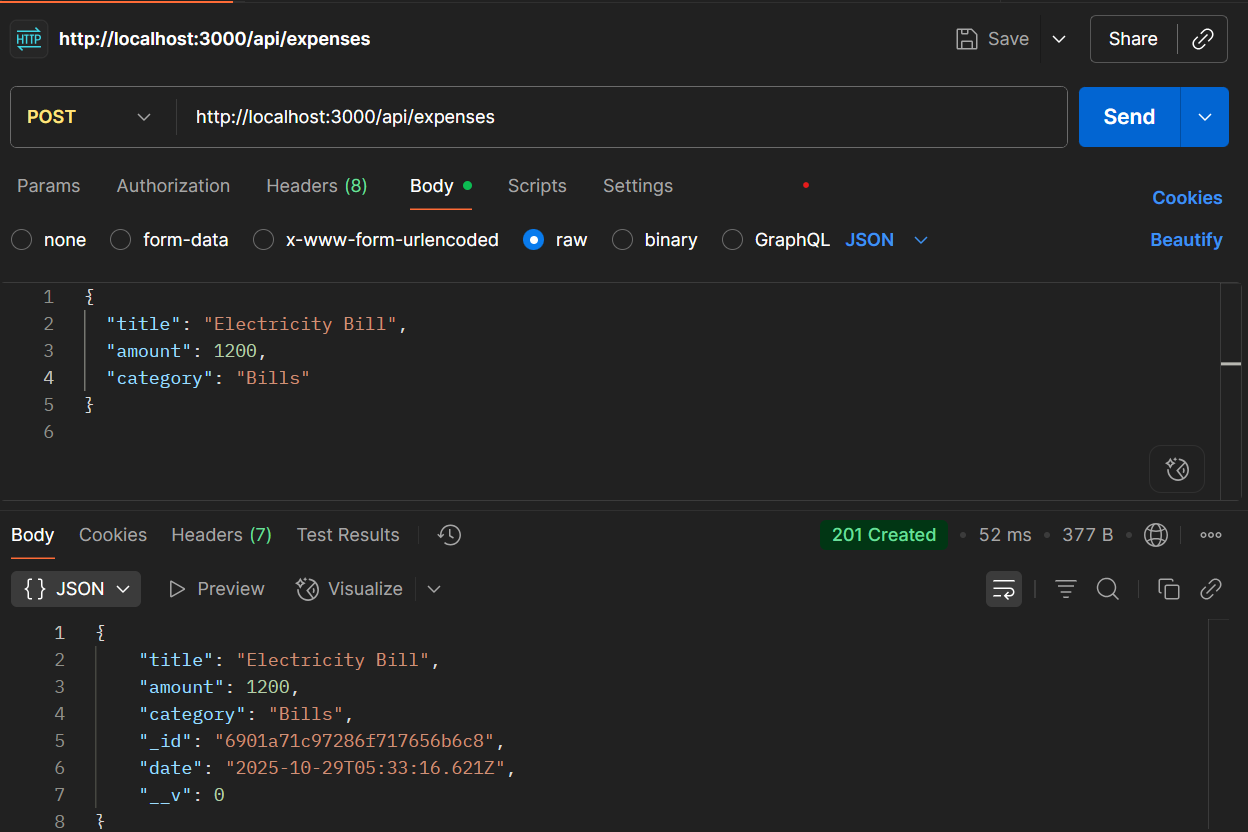 HTTP http://localhost:3000/api/expenses Save Share
POST http://localhost:3000/api/expenses Send
Params Authorization Headers (8) Body Scripts Settings Cookies
none form-data x-www-form-urlencoded raw binary GraphQL JSON Beautify
1 {
2 "title": "Electricity Bill",
3 "amount": 1200,
4 "category": "Bills"
5 }
6
Body Cookies Headers (7) Test Results 201 Created • 52 ms • 377 B •
{} JSON Preview Visualize
1 {
2 "title": "Electricity Bill",
3 "amount": 1200,
4 "category": "Bills",
5 "_id": "6901a71c97286f717656b6c8",
6 "date": "2025-10-29T05:33:16.621Z",
7 "__v": 0
8 }